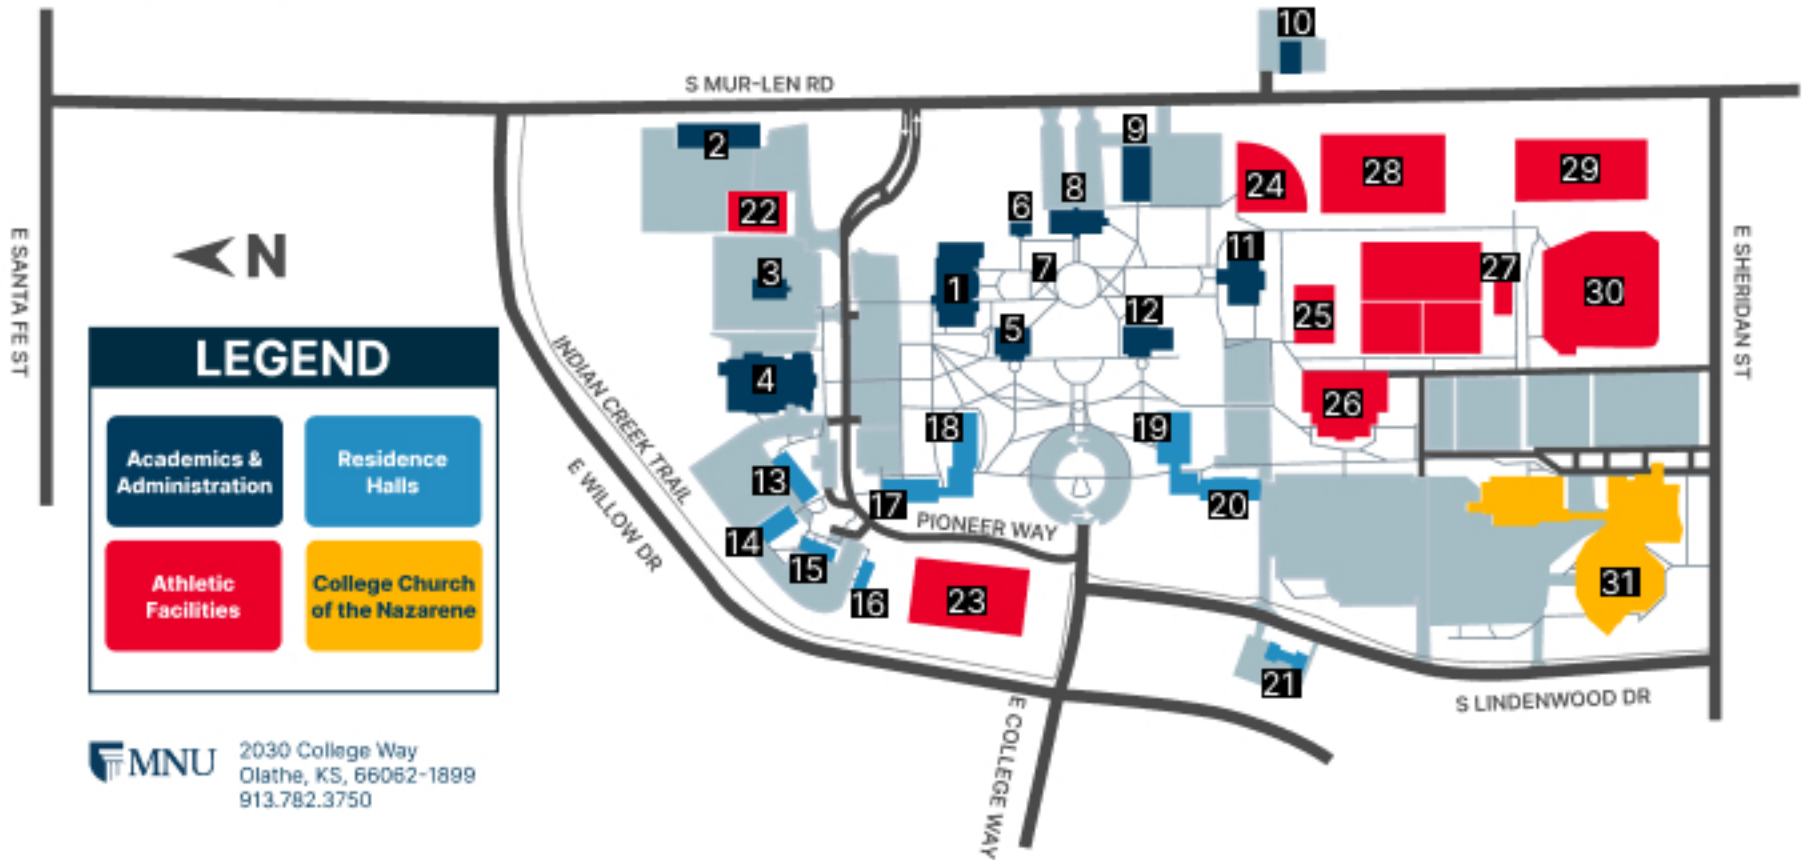 10
S MUR-LEN RD
2
9
22
6
8
24
28
29
E SANTA FE ST
N
3
1
7
11
27
30
E SHERIDAN ST
5
12
25
4
26
LEGEND
Academics &
Administration
Residence
Halls
Athletic
Facilities
College Church
of the Nazarene
INDIAN CREEK TRAIL
E WILLOW DR
18
19
13
17
20
14
PIONEER WAY
15
16
23
31
21
S LINDENWOOD DR
E COLLEGE WAY
MNU
2030 College Way
Olathe, KS, 66062-1899
913.782.3750